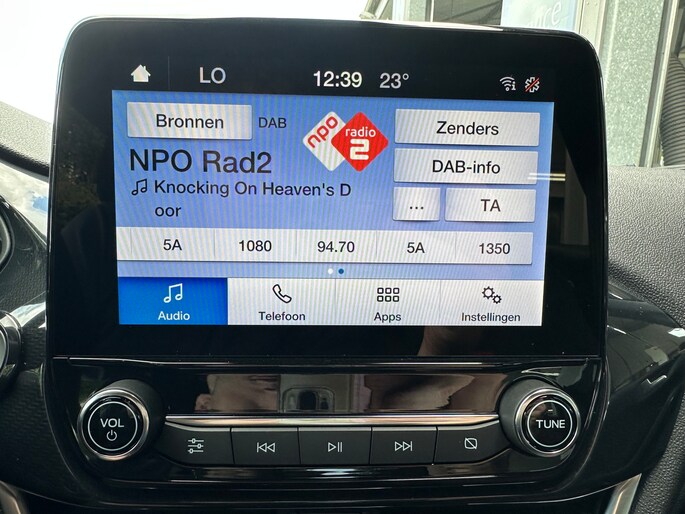 LO 12:39 23°
Bronnen DAB npo radio 2 Zenders
NPO Rad2 DAB-info
Knocking On Heaven's D
oor ... TA
5A 1080 94.70 5A 1350
Audio Telefoon Apps Instellingen
VOL TUNE